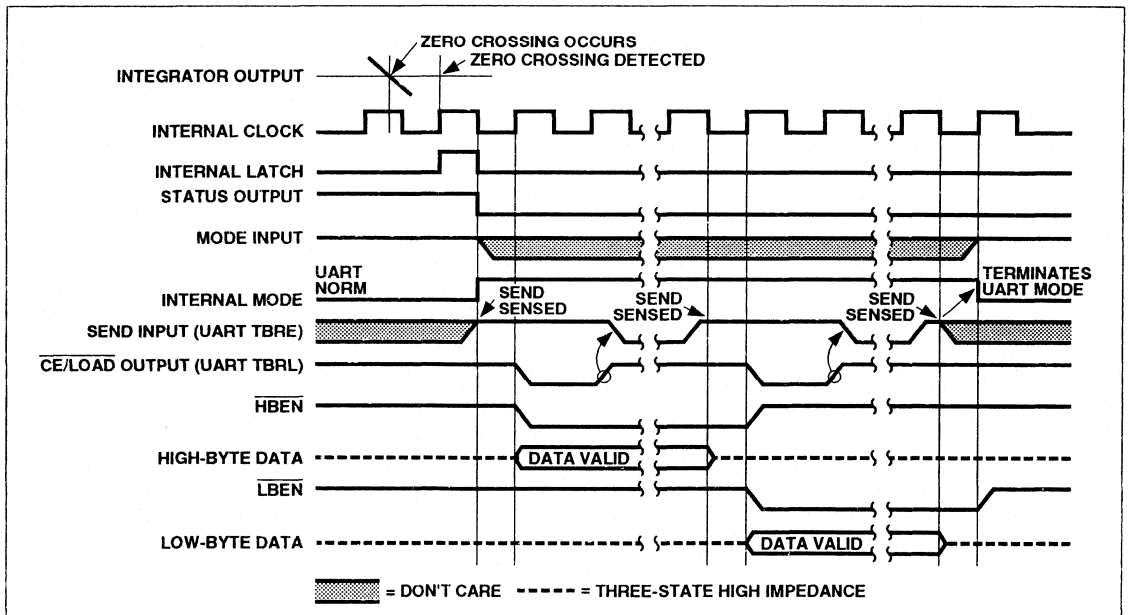 ZERO CROSSING OCCURS
ZERO CROSSING DETECTED
INTEGRATOR OUTPUT
INTERNAL CLOCK
INTERNAL LATCH
STATUS OUTPUT
MODE INPUT
UART
NORM
TERMINATES
UART MODE
INTERNAL MODE
SEND
SENSED
SEND
SENSED
SEND
SENSED
SEND INPUT (UART TBRE)
CE/LOAD OUTPUT (UART TBRL)
HBEN
HIGH-BYTE DATA
DATA VALID
LBEN
LOW-BYTE DATA
DATA VALID
= DON'T CARE
= THREE-STATE HIGH IMPEDANCE